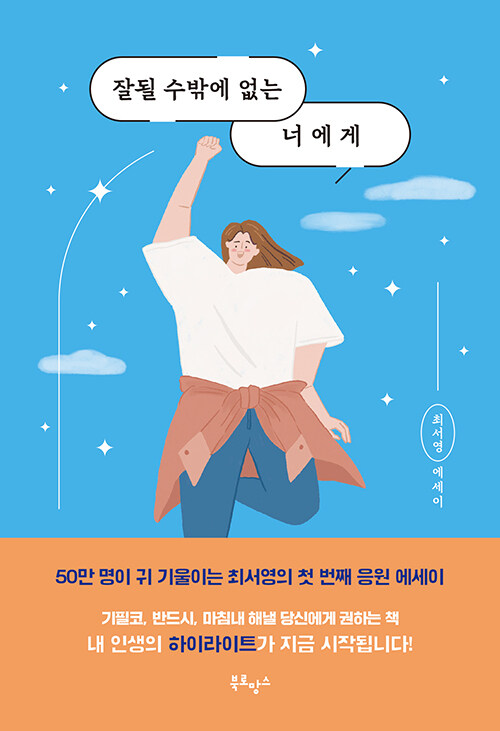 잘될 수밖에 없는
너에게
최서영 에세이
50만 명이 귀 기울이는 최서영의 첫 번째 응원 에세이
기필코, 반드시, 마침내 해낼 당신에게 권하는 책
내 인생의 하이라이트가 지금 시작됩니다!
북로망스